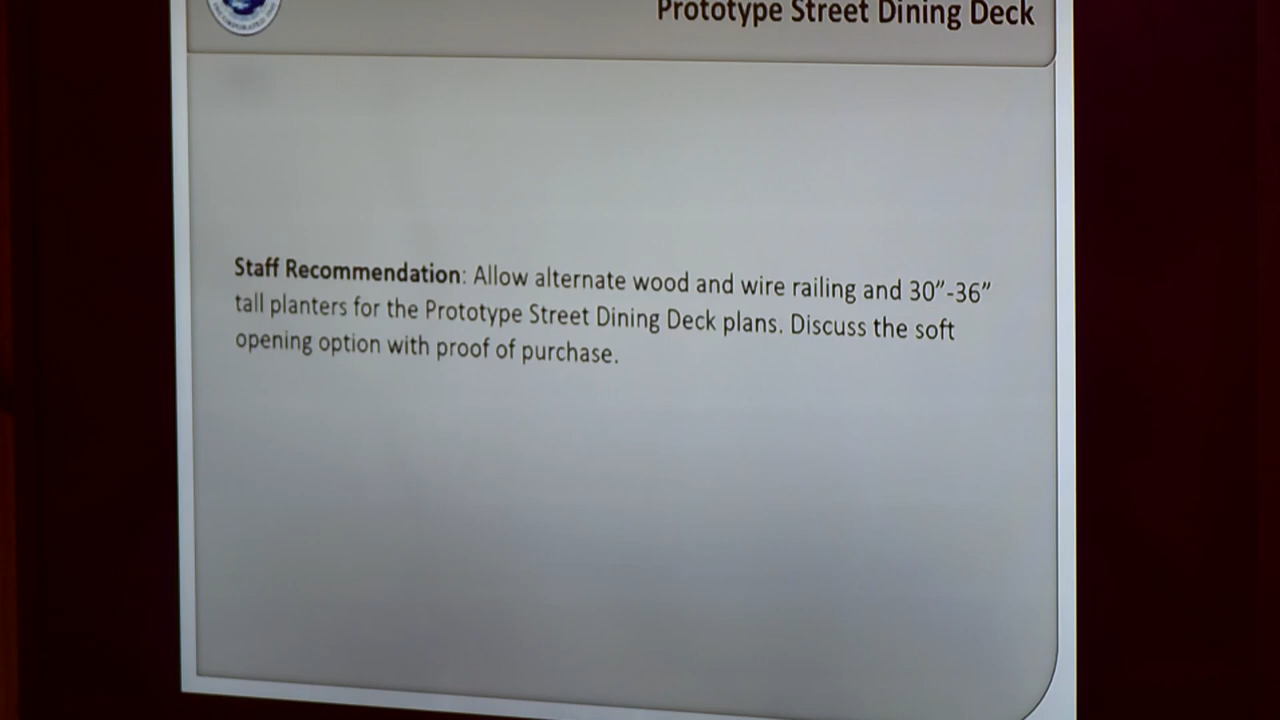 Prototype Street Dining Deck
Staff Recommendation: Allow alternate wood and wire railing and 30”-36”
tall planters for the Prototype Street Dining Deck plans. Discuss the soft
opening option with proof of purchase.